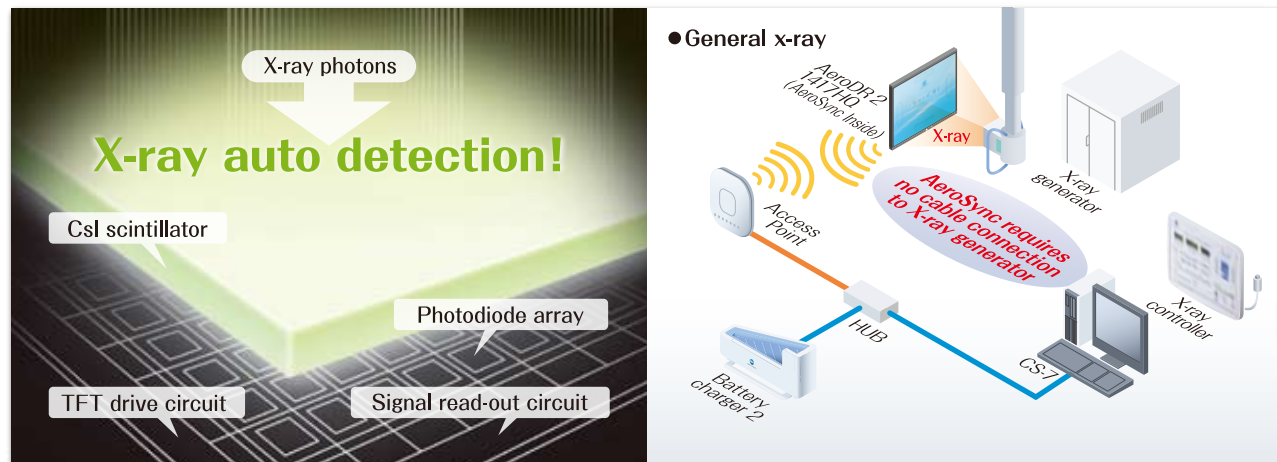 X-ray photons
X-ray auto detection!
CsI scintillator
Photodiode array
TFT drive circuit
Signal read-out circuit
●General x-ray
AeroDR 2
1417HQ
(AeroSync Inside)
X-ray
X-ray
generator
AeroSync requires
no cable connection
to X-ray generator
Access
Point
X-ray
controller
HUB
CS-7
Battery
charger 2